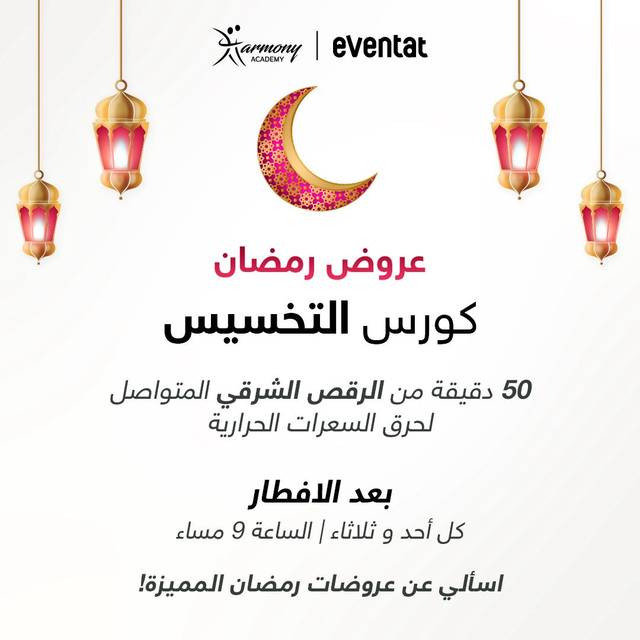 Harmony ACADEMY | eventat
عروض رمضان
كورس التخسيس
50 دقيقة من الرقص الشرقي المتواصل
لحرق السعرات الحرارية
بعد الافطار
كل أحد و ثلاثاء | الساعة 9 مساء
اسألي عن عروضات رمضان المميزة!